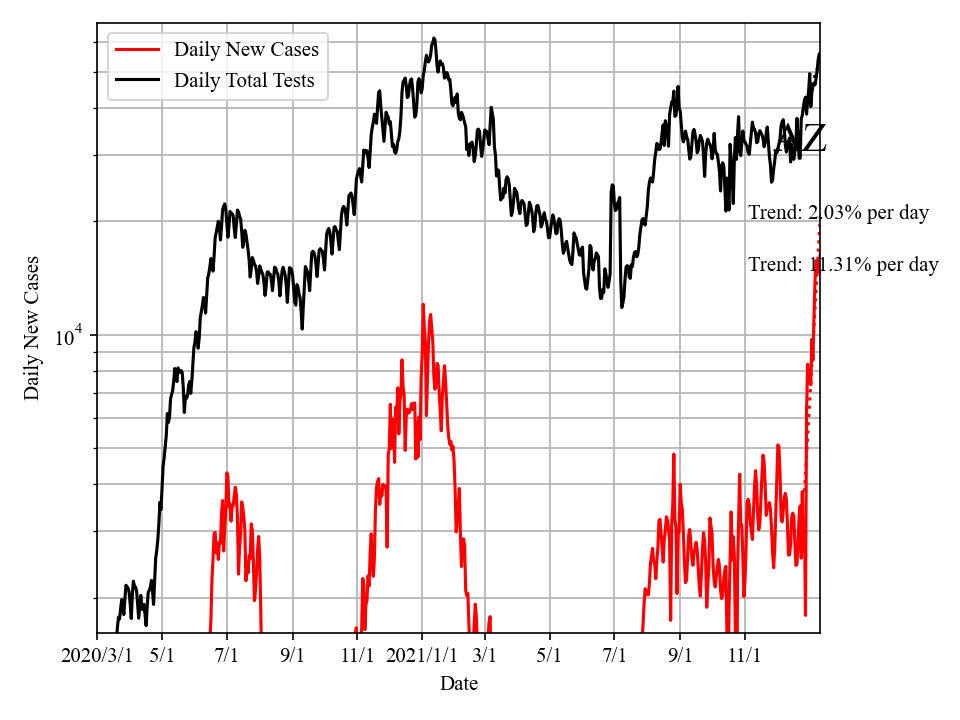 Daily New Cases
Daily Total Tests
AZ
Trend: 2.03% per day
Trend: 11.31% per day
Daily New Cases
10^4
2020/3/1 5/1 7/1 9/1 11/1 2021/1/1 3/1 5/1 7/1 9/1 11/1
Date